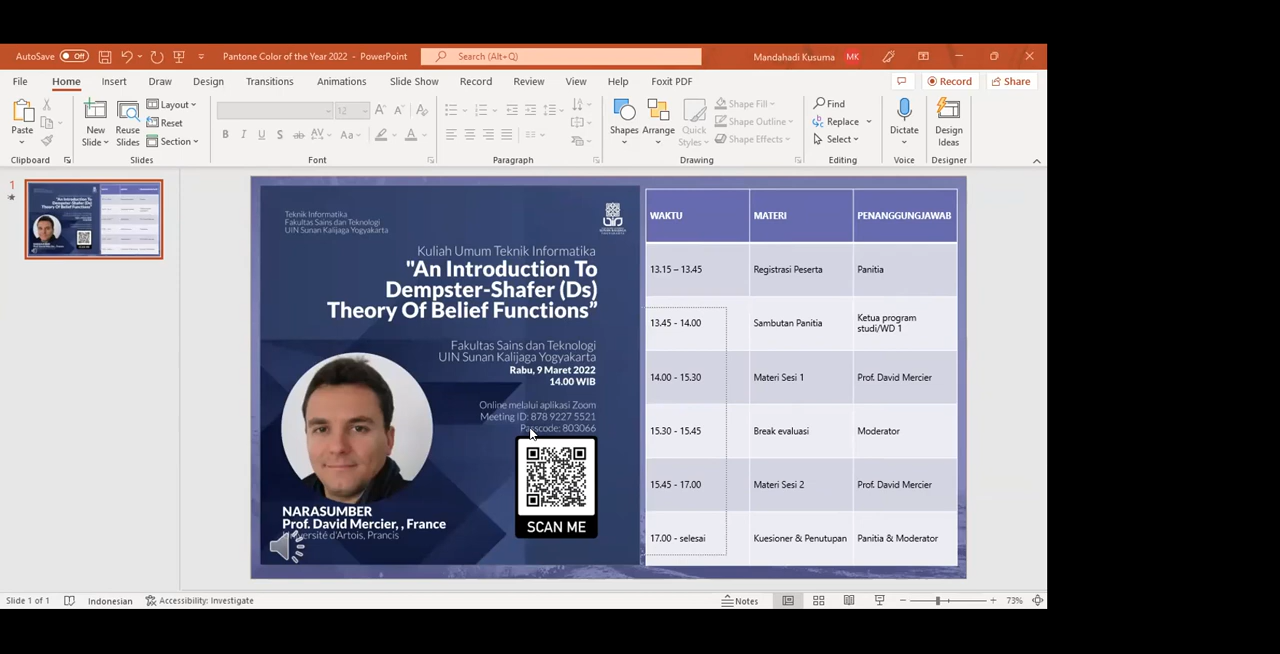 AutoSave Off
Pantone Color of the Year 2022 - PowerPoint
Search (Alt+Q)
Mandahadi Kusuma MK
File Home Insert Draw Design Transitions Animations Slide Show Record Review View Help Foxit PDF
Record Share
Paste
Clipboard
New Slides
Reuse Slides
Layout
Reset
Section
Slides
12
Font
Paragraph
Shapes
Arrange
Quick Styles
Shape Fill
Shape Outline
Shape Effects
Drawing
Find
Replace
Select
Editing
Dictate
Voice
Design Ideas
Designer
1
Teknik Informatika
Fakultas Sains dan Teknologi
UIN Sunan Kalijaga Yogyakarta
Kuliah Umum Teknik Informatika
"An Introduction To
Dempster-Shafer (Ds)
Theory Of Belief Functions”
Fakultas Sains dan Teknologi
UIN Sunan Kalijaga Yogyakarta
Rabu, 9 Maret 2022
14.00 WIB
Online melalui aplikasi Zoom
Meeting ID: 878 9227 5521
Passcode: 803066
SCAN ME
NARASUMBER
Prof. David Mercier, , France
Université d'Artois, Prancis
WAKTU MATERI PENANGGUNGJAWAB
13.15 – 13.45 Registrasi Peserta Panitia
13.45 - 14.00 Sambutan Panitia Ketua program studi/WD 1
14.00 - 15.30 Materi Sesi 1 Prof. David Mercier
15.30 - 15.45 Break evaluasi Moderator
15.45 - 17.00 Materi Sesi 2 Prof. David Mercier
17.00 - selesai Kuesioner & Penutupan Panitia & Moderator
Slide 1 of 1 Indonesian Accessibility: Investigate
Notes
73%